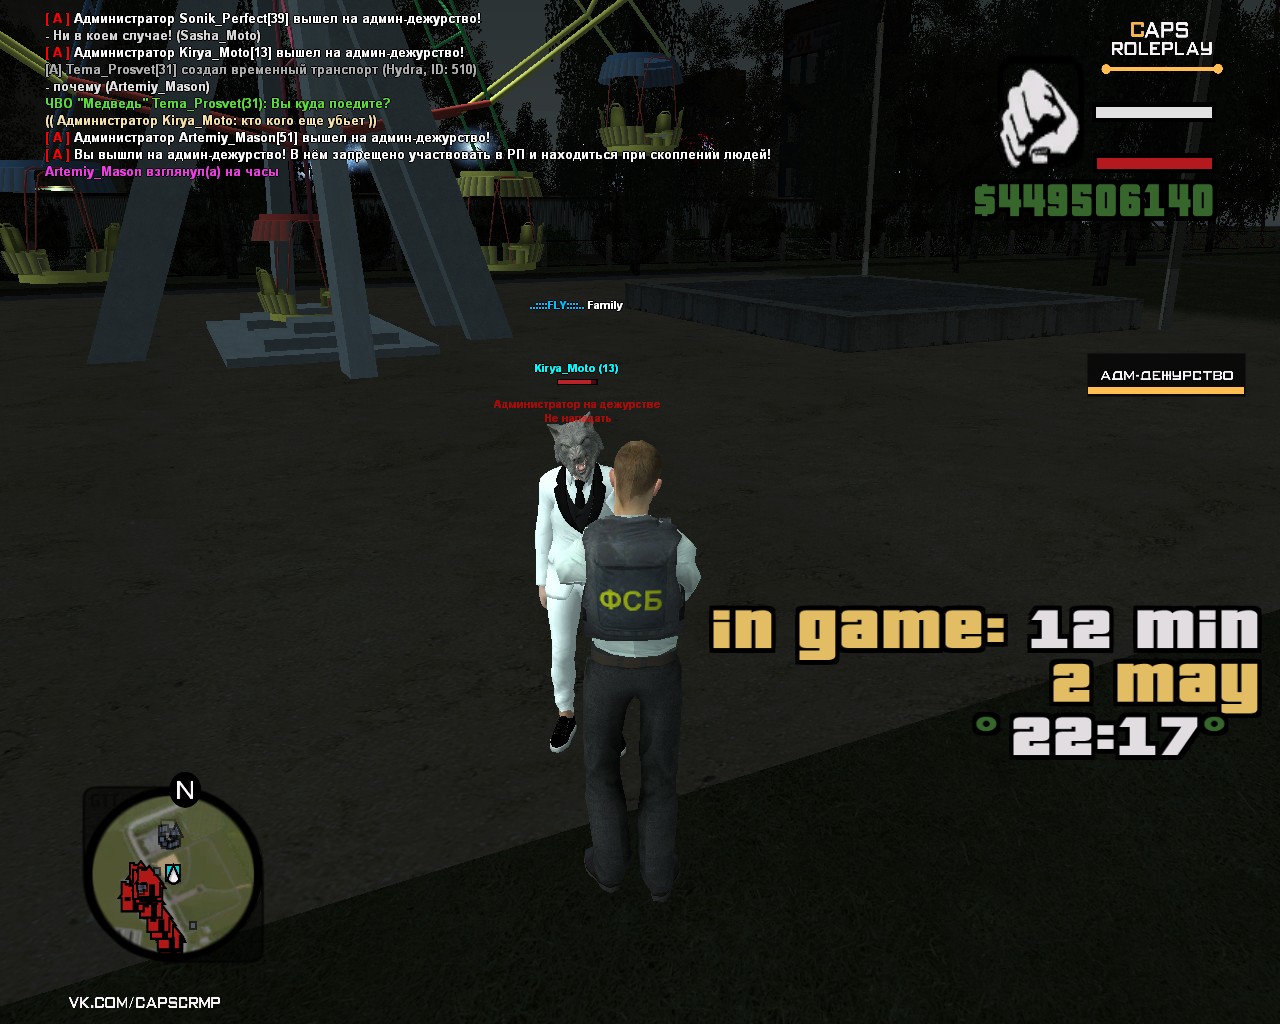 [ A ] Администратор Sonik_Perfect[39] вышел на админ-дежурство!
- Ни в коем случае! (Sasha_Moto)
[ A ] Администратор Kirya_Moto[13] вышел на админ-дежурство!
[A] Tema_Prosvet[31] создал временный транспорт (Hydra, ID: 510)
- почему (Artemiy_Mason)
ЧВО "Медведь" Tema_Prosvet(31): Вы куда поедите?
(( Администратор Kirya_Moto: кто кого еще убьет ))
[ A ] Администратор Artemiy_Mason[51] вышел на админ-дежурство!
[ A ] Вы вышли на админ-дежурство! В нем запрещено участвовать в РП и находиться при скоплении людей!
Artemiy_Mason взглянул(а) на часы
CAPS
ROLEPLAY
$449506140
..::::FLY::::.. Family
Kirya_Moto (13)
Администратор на дежурстве
Не нападать
АДМ-ДЕЖУРСТВО
ФСБ
in game: 12 min
2 may
22:17
N
VK.COM/CAPSCRMP